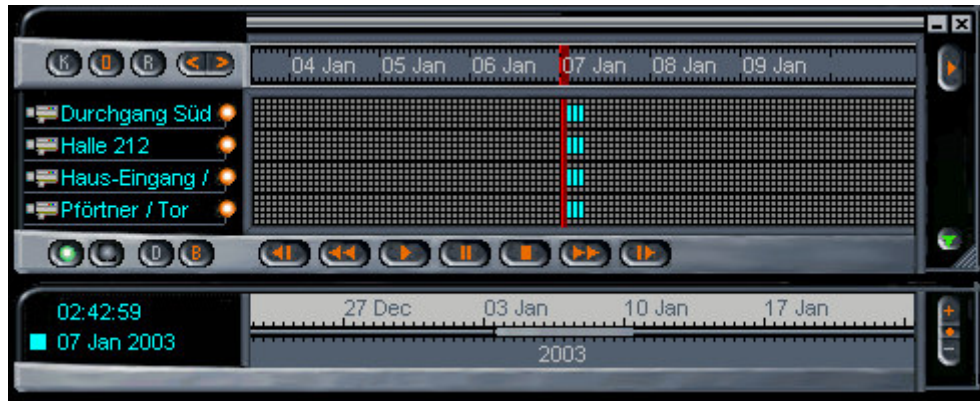 K O R < >
04 Jan 05 Jan 06 Jan 07 Jan 08 Jan 09 Jan
Durchgang Süd
Halle 212
Haus-Eingang /
Pförtner / Tor
D B
02:42:59
07 Jan 2003
27 Dec 03 Jan 10 Jan 17 Jan
2003